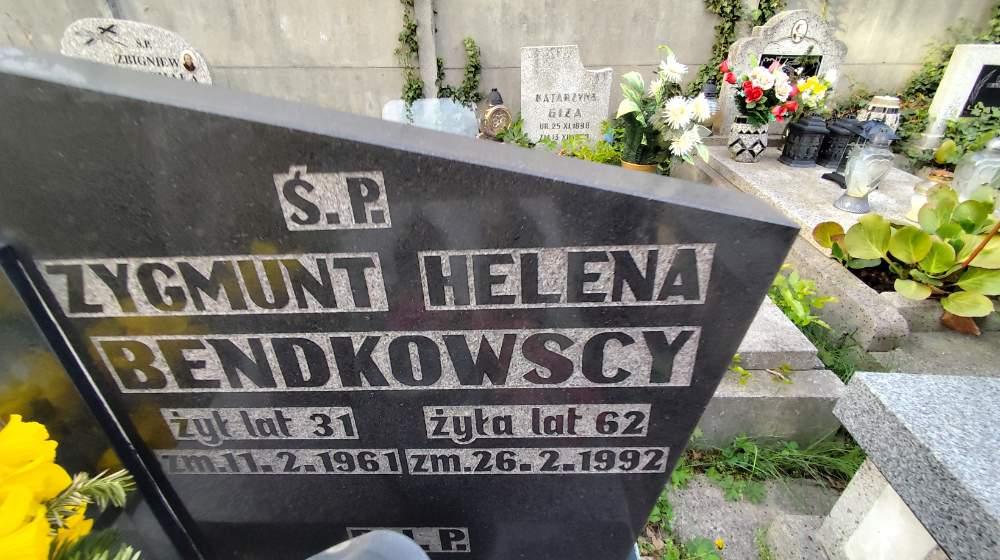 Ś.P.
ZBIGNIEW
KATARZYNA
GIZA
Ś.P.
ZYGMUNT HELENA
BENDKOWSCY
żył lat 31 żyła lat 62
zm. 11. 2. 1961 zm. 26. 2. 1992